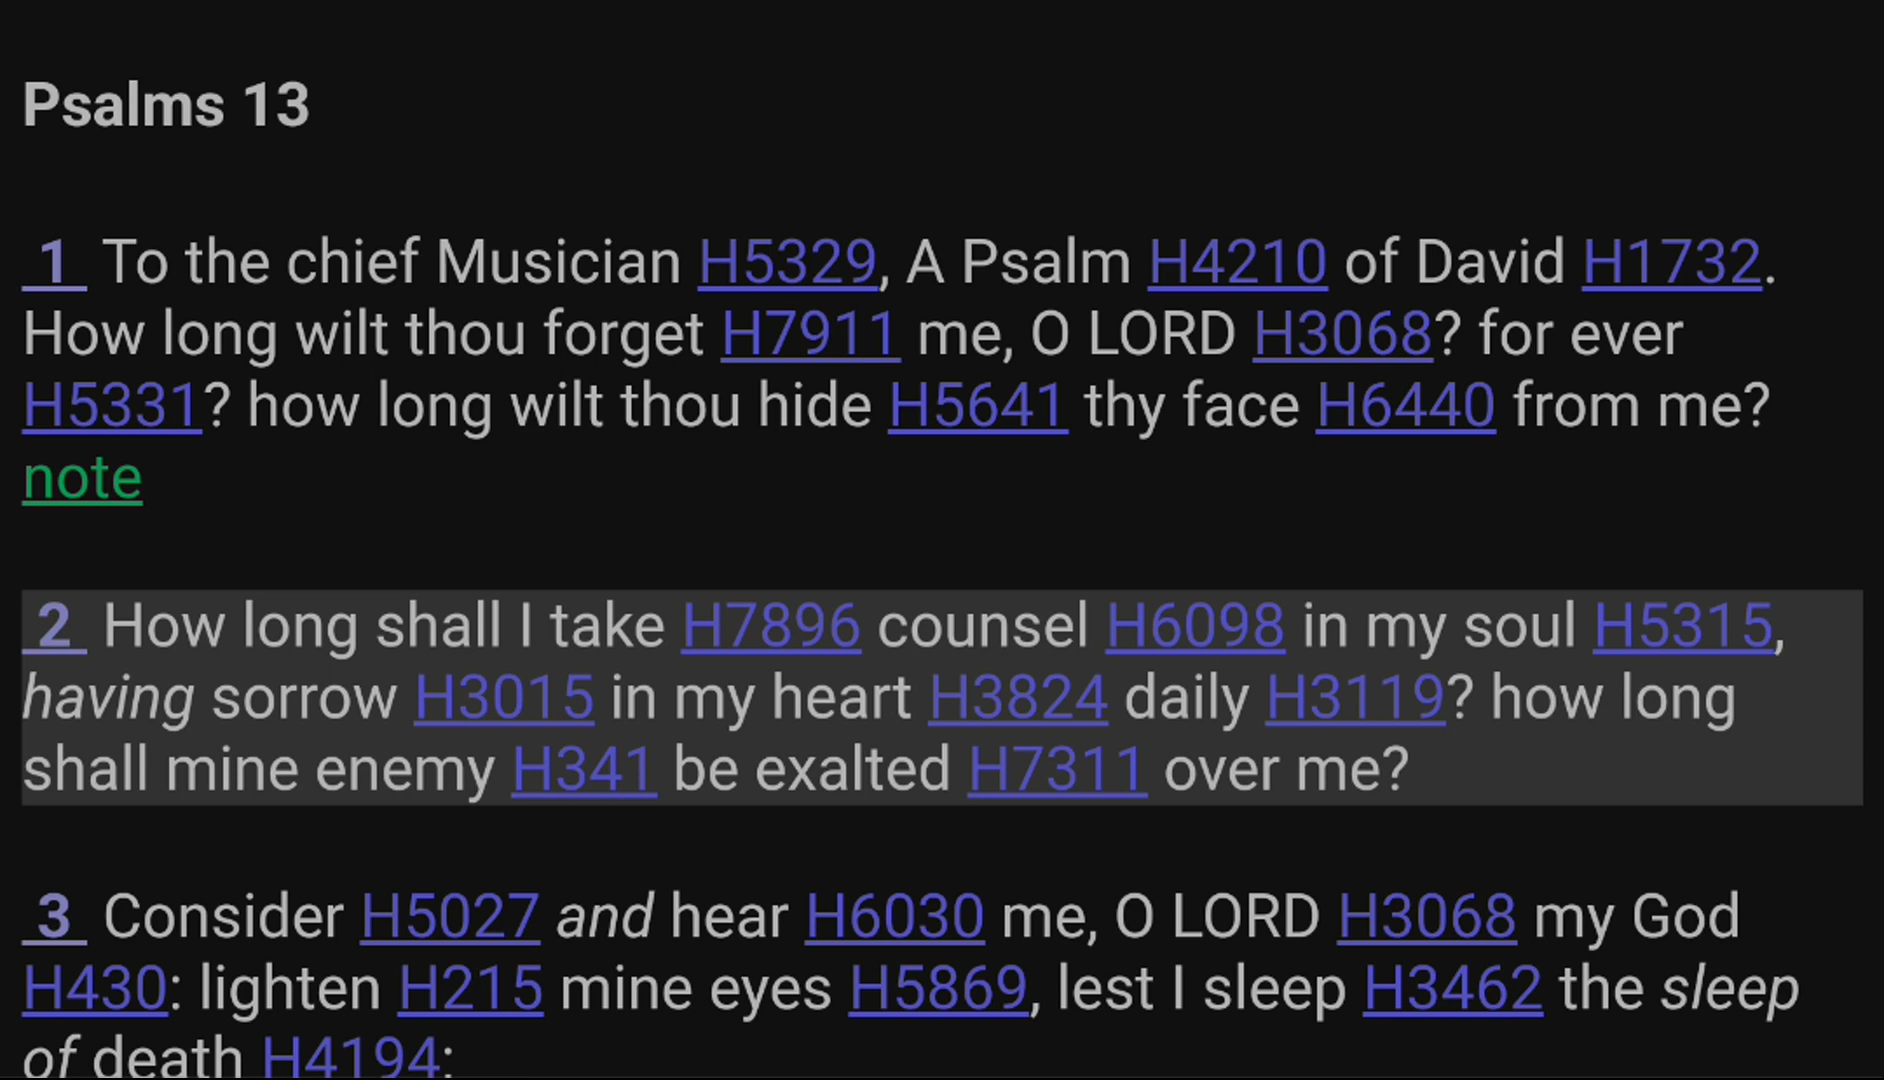 Psalms 13
1 To the chief Musician H5329, A Psalm H4210 of David H1732.
How long wilt thou forget H7911 me, O LORD H3068? for ever
H5331? how long wilt thou hide H5641 thy face H6440 from me?
note
2 How long shall I take H7896 counsel H6098 in my soul H5315,
having sorrow H3015 in my heart H3824 daily H3119? how long
shall mine enemy H341 be exalted H7311 over me?
3 Consider H5027 and hear H6030 me, O LORD H3068 my God
H430: lighten H215 mine eyes H5869, lest I sleep H3462 the sleep
of death H4194: